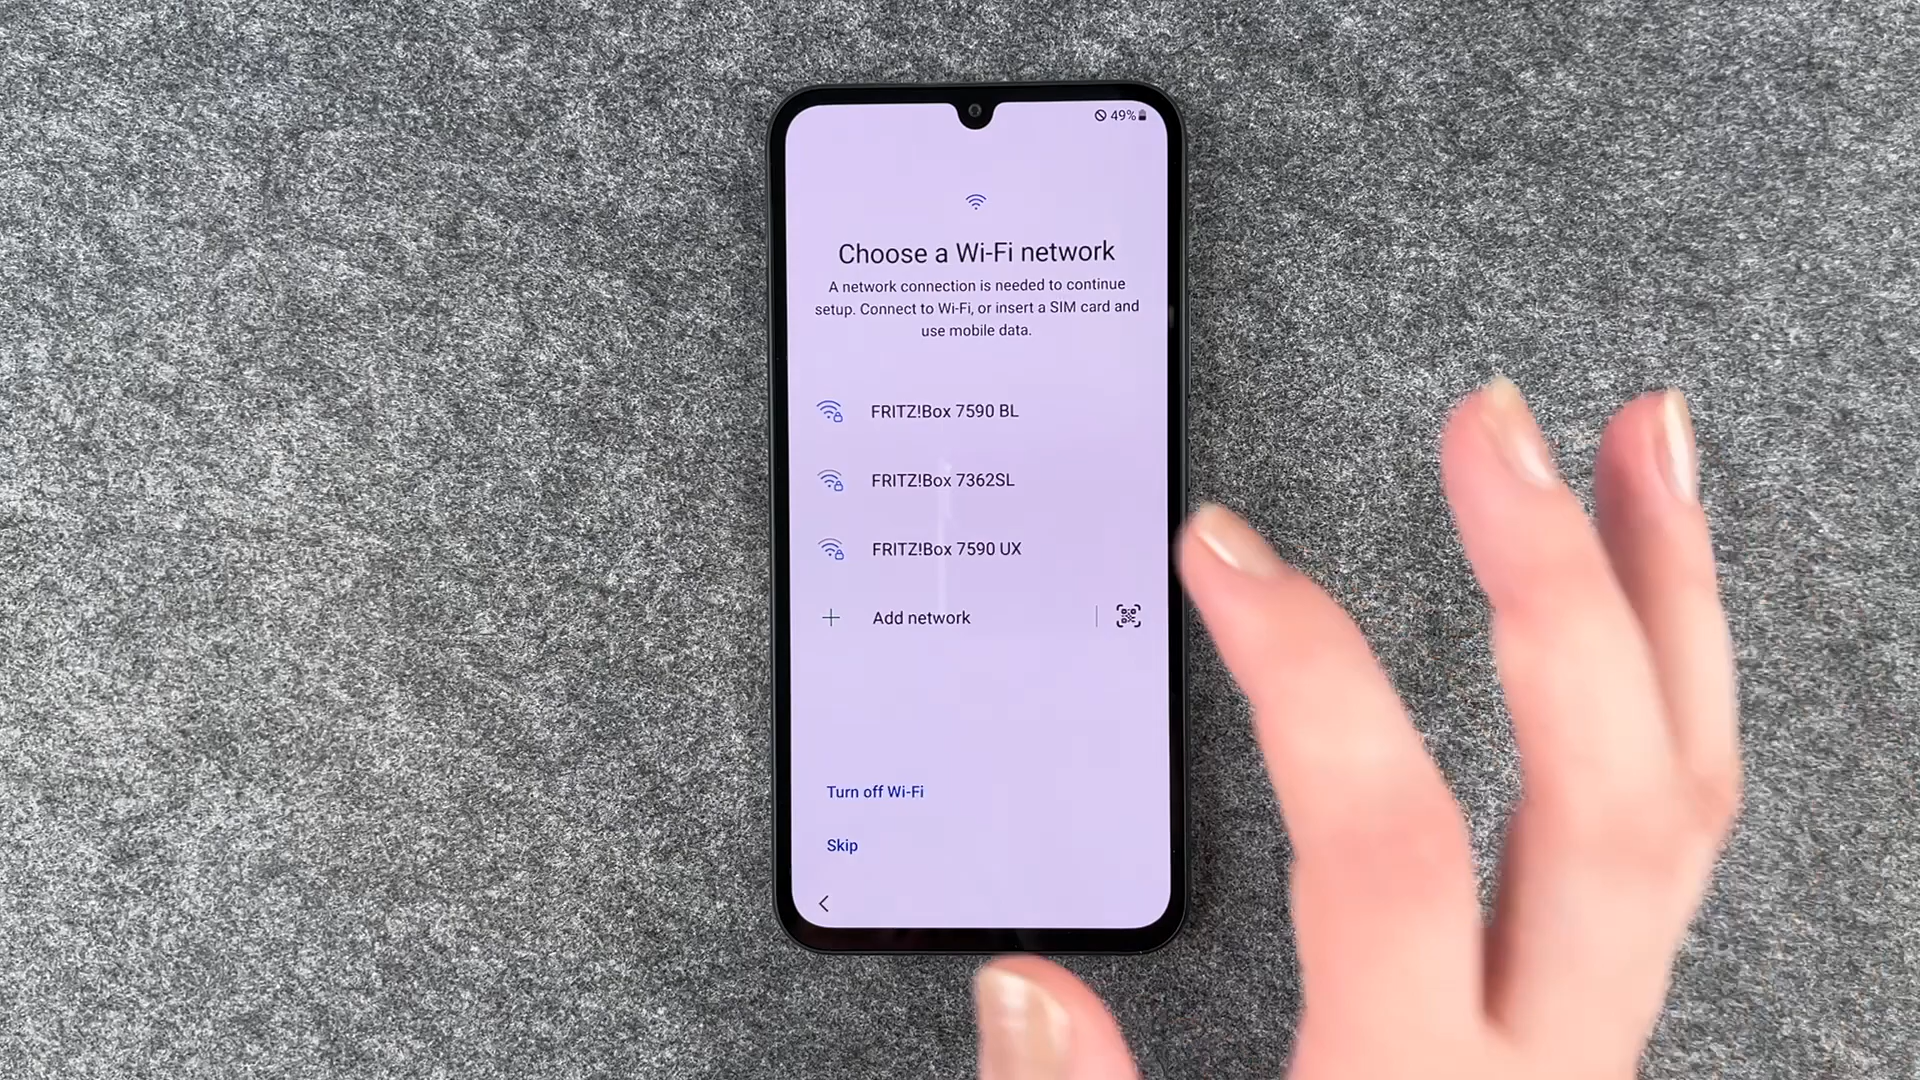 49%
Choose a Wi-Fi network
A network connection is needed to continue
setup. Connect to Wi-Fi, or insert a SIM card and
use mobile data.
FRITZ!Box 7590 BL
FRITZ!Box 7362SL
FRITZ!Box 7590 UX
Add network
Turn off Wi-Fi
Skip